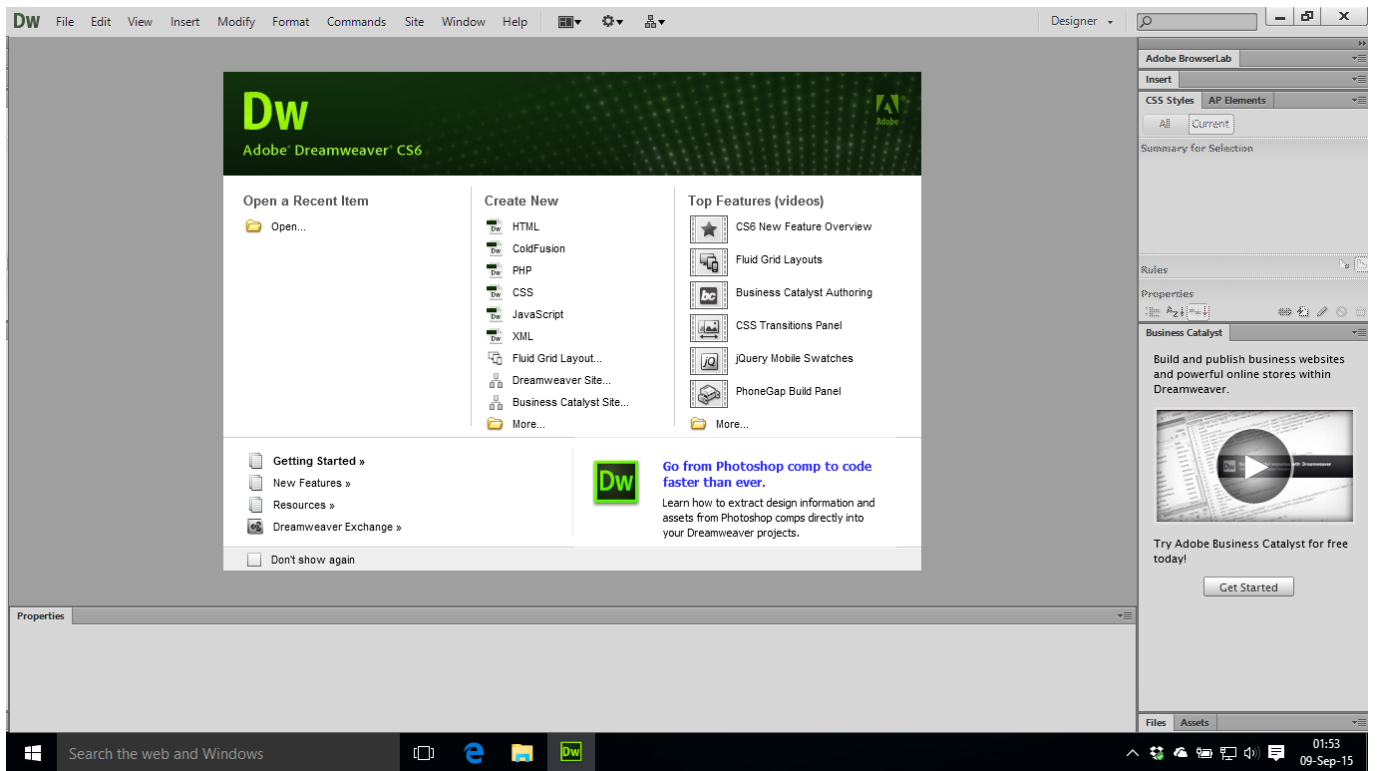 DW File Edit View Insert Modify Format Commands Site Window Help Designer
Adobe BrowserLab
Insert
CSS Styles AP Elements
All Current
Summary for Selection
Rules
Properties
Business Catalyst
Build and publish business websites
and powerful online stores within
Dreamweaver.
Try Adobe Business Catalyst for free
today!
Get Started
Files Assets
Dw
Adobe® Dreamweaver® CS6
Adobe
Open a Recent Item
Open...
Create New
HTML
ColdFusion
PHP
CSS
JavaScript
XML
Fluid Grid Layout...
Dreamweaver Site...
Business Catalyst Site...
More...
Top Features (videos)
CS6 New Feature Overview
Fluid Grid Layouts
bc Business Catalyst Authoring
CSS Transitions Panel
jQ jQuery Mobile Swatches
PhoneGap Build Panel
More...
Getting Started »
New Features »
Resources »
Dreamweaver Exchange »
Dw
Go from Photoshop comp to code
faster than ever.
Learn how to extract design information and
assets from Photoshop comps directly into
your Dreamweaver projects.
Don't show again
Properties
Search the web and Windows
Dw
01:53
09-Sep-15